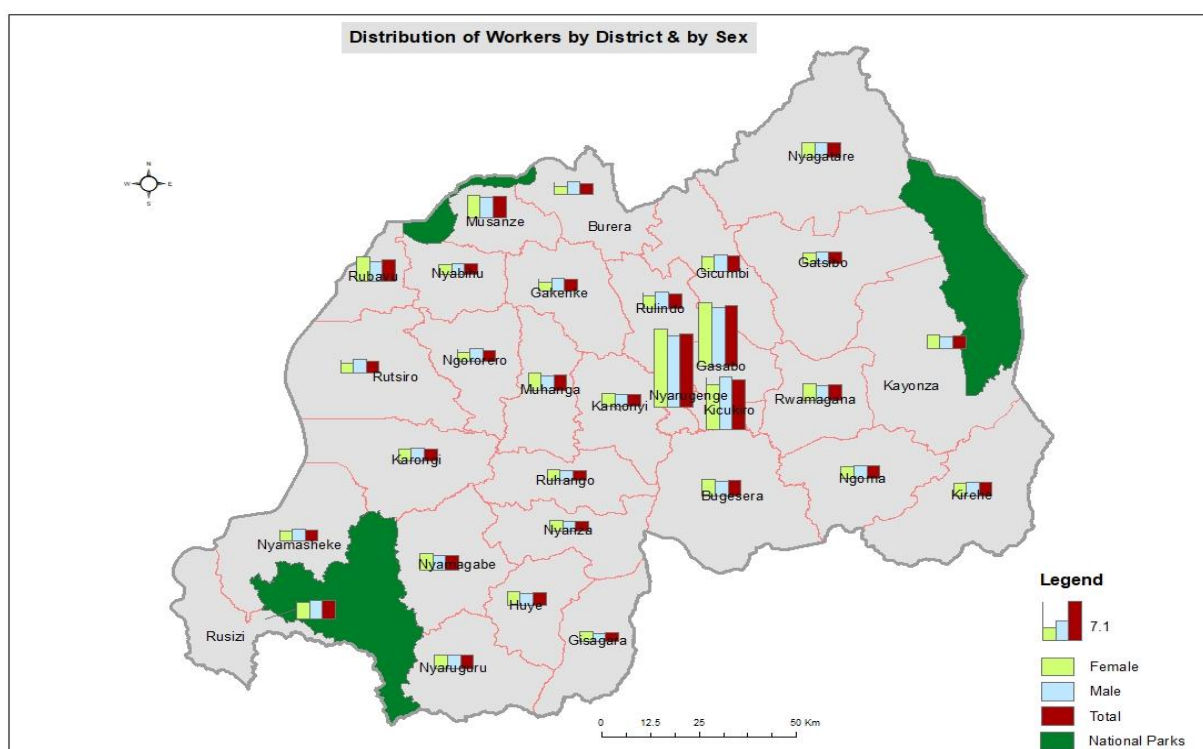 Distribution of Workers by District & by Sex
N
W
E
S
Nyagatare
Musanze
Burera
Rubavu
Nyabihu
Gakenke
Gicumbi
Gatsibo
Rulindo
Rutsiro
Ngororero
Muhanga
Kamonyi
Nyarugenge
Gasabo
Kicukiro
Rwamagana
Kayonza
Karongi
Ruhango
Bugesera
Ngoma
Kirehe
Nyamasheke
Nyanza
Nyamagabe
Huye
Gisagara
Rusizi
Nyaruguru
Legend
7.1
Female
Male
Total
National Parks
0 12.5 25 50 Km